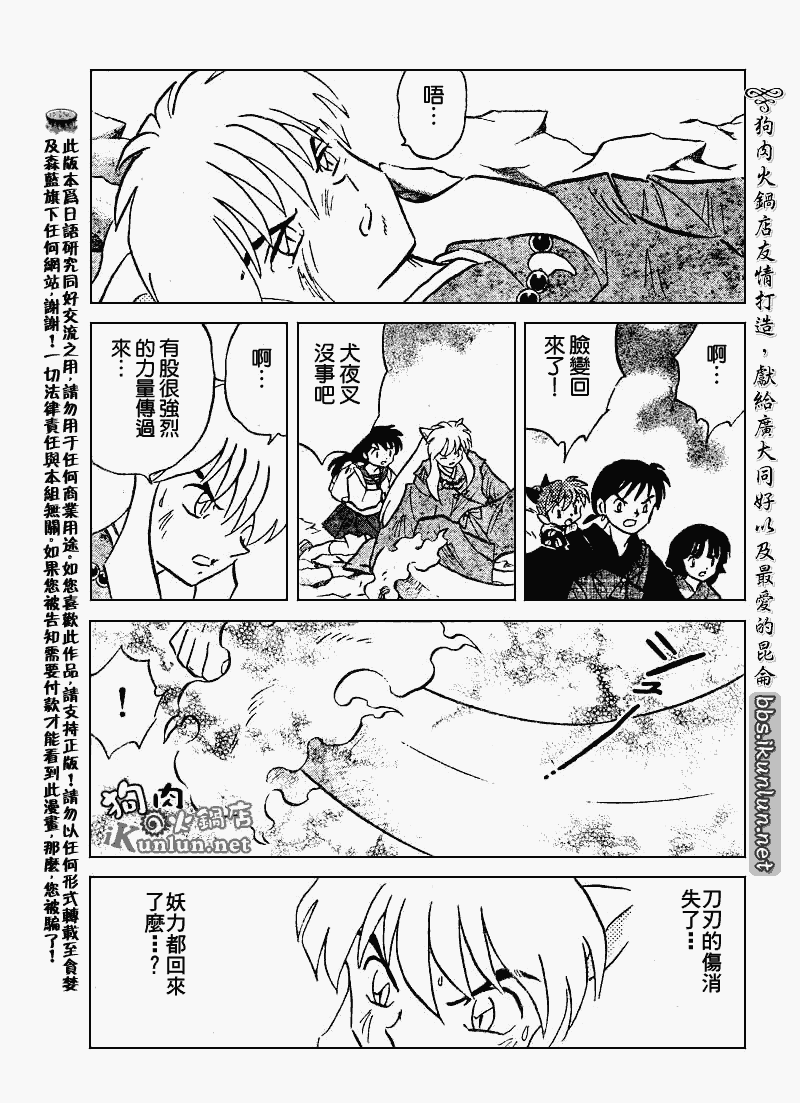 唔…
啊…
臉變回
來了！
犬夜叉
沒事吧
啊…
有股很強烈
的力量傳過
來…
！
刀刃的傷消
失了…
妖力都回來
了麼…？
狗肉火鍋店友情打造，獻給廣大同好以及最愛的昆侖
bbs.ikunlun.net
此版本爲日語研究同好交流之用，請勿用于任何商業用途。如您喜歡此作品，請支持正版！請勿以任何形式轉載至貪婪
及森藍旗下任何網站，謝謝！一切法律責任與本組無關。如果您被告知需要付款才能看到此漫畫，那麼，您被騙了！
狗肉
火鍋店
iKunlun.net